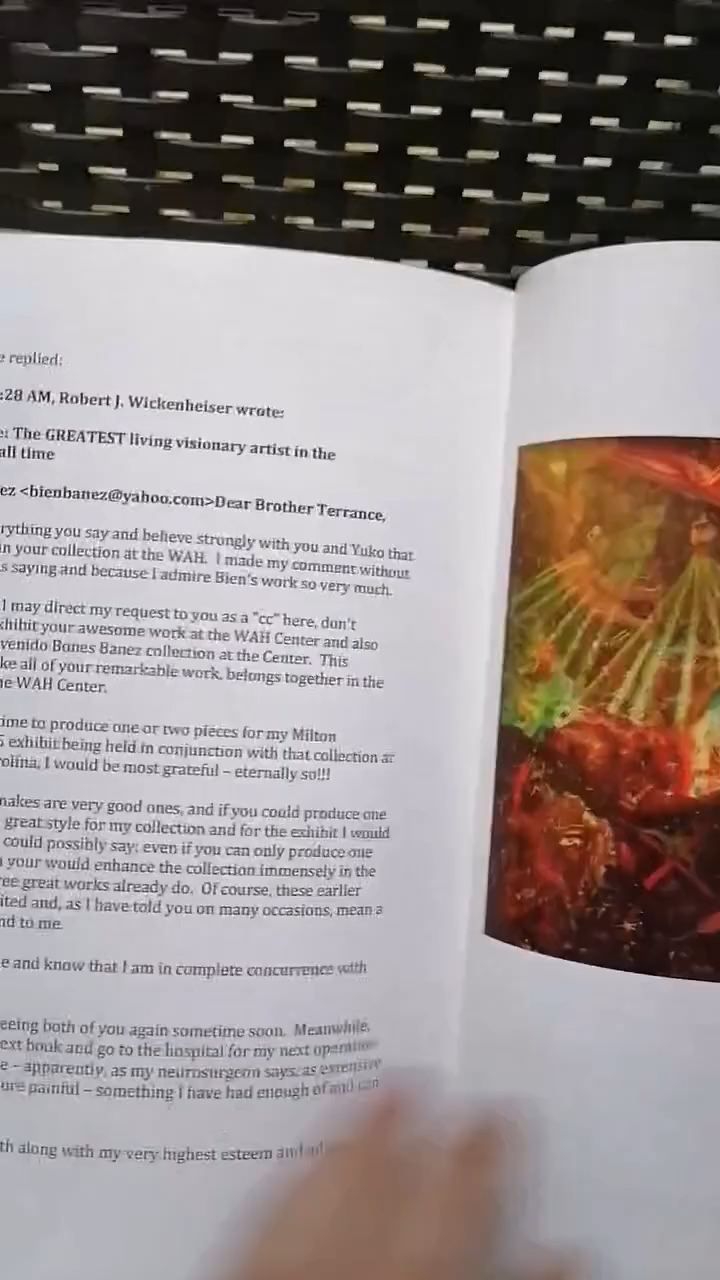 e replied:
:28 AM, Robert J. Wickenheiser wrote:
e: The GREATEST living visionary artist in the
all time
ez <bienbanez@yahoo.com>Dear Brother Terrance,
rything you say and believe strongly with you and Yuko that
in your collection at the WAH. I made my comment without
s saying and because I admire Bien's work so very much.
I may direct my request to you as a "cc" here, don't
xhibit your awesome work at the WAH Center and also
venido Bones Banez collection at the Center. This
ke all of your remarkable work, belongs together in the
he WAH Center.
time to produce one or two pieces for my Milton
5 exhibit being held in conjunction with that collection at
rolina, I would be most grateful – eternally so!!!
makes are very good ones, and if you could produce one
great style for my collection and for the exhibit I would
could possibly say; even if you can only produce one
your would enhance the collection immensely in the
ree great works already do. Of course, these earlier
ited and, as I have told you on many occasions, mean a
nd to me.
e and know that I am in complete concurrence with
eeing both of you again sometime soon. Meanwhile,
ext book and go to the hospital for my next operation
e – apparently, as my neurosurgeon says, as extensive
ore painful – something I have had enough of and can
th along with my very highest esteem and